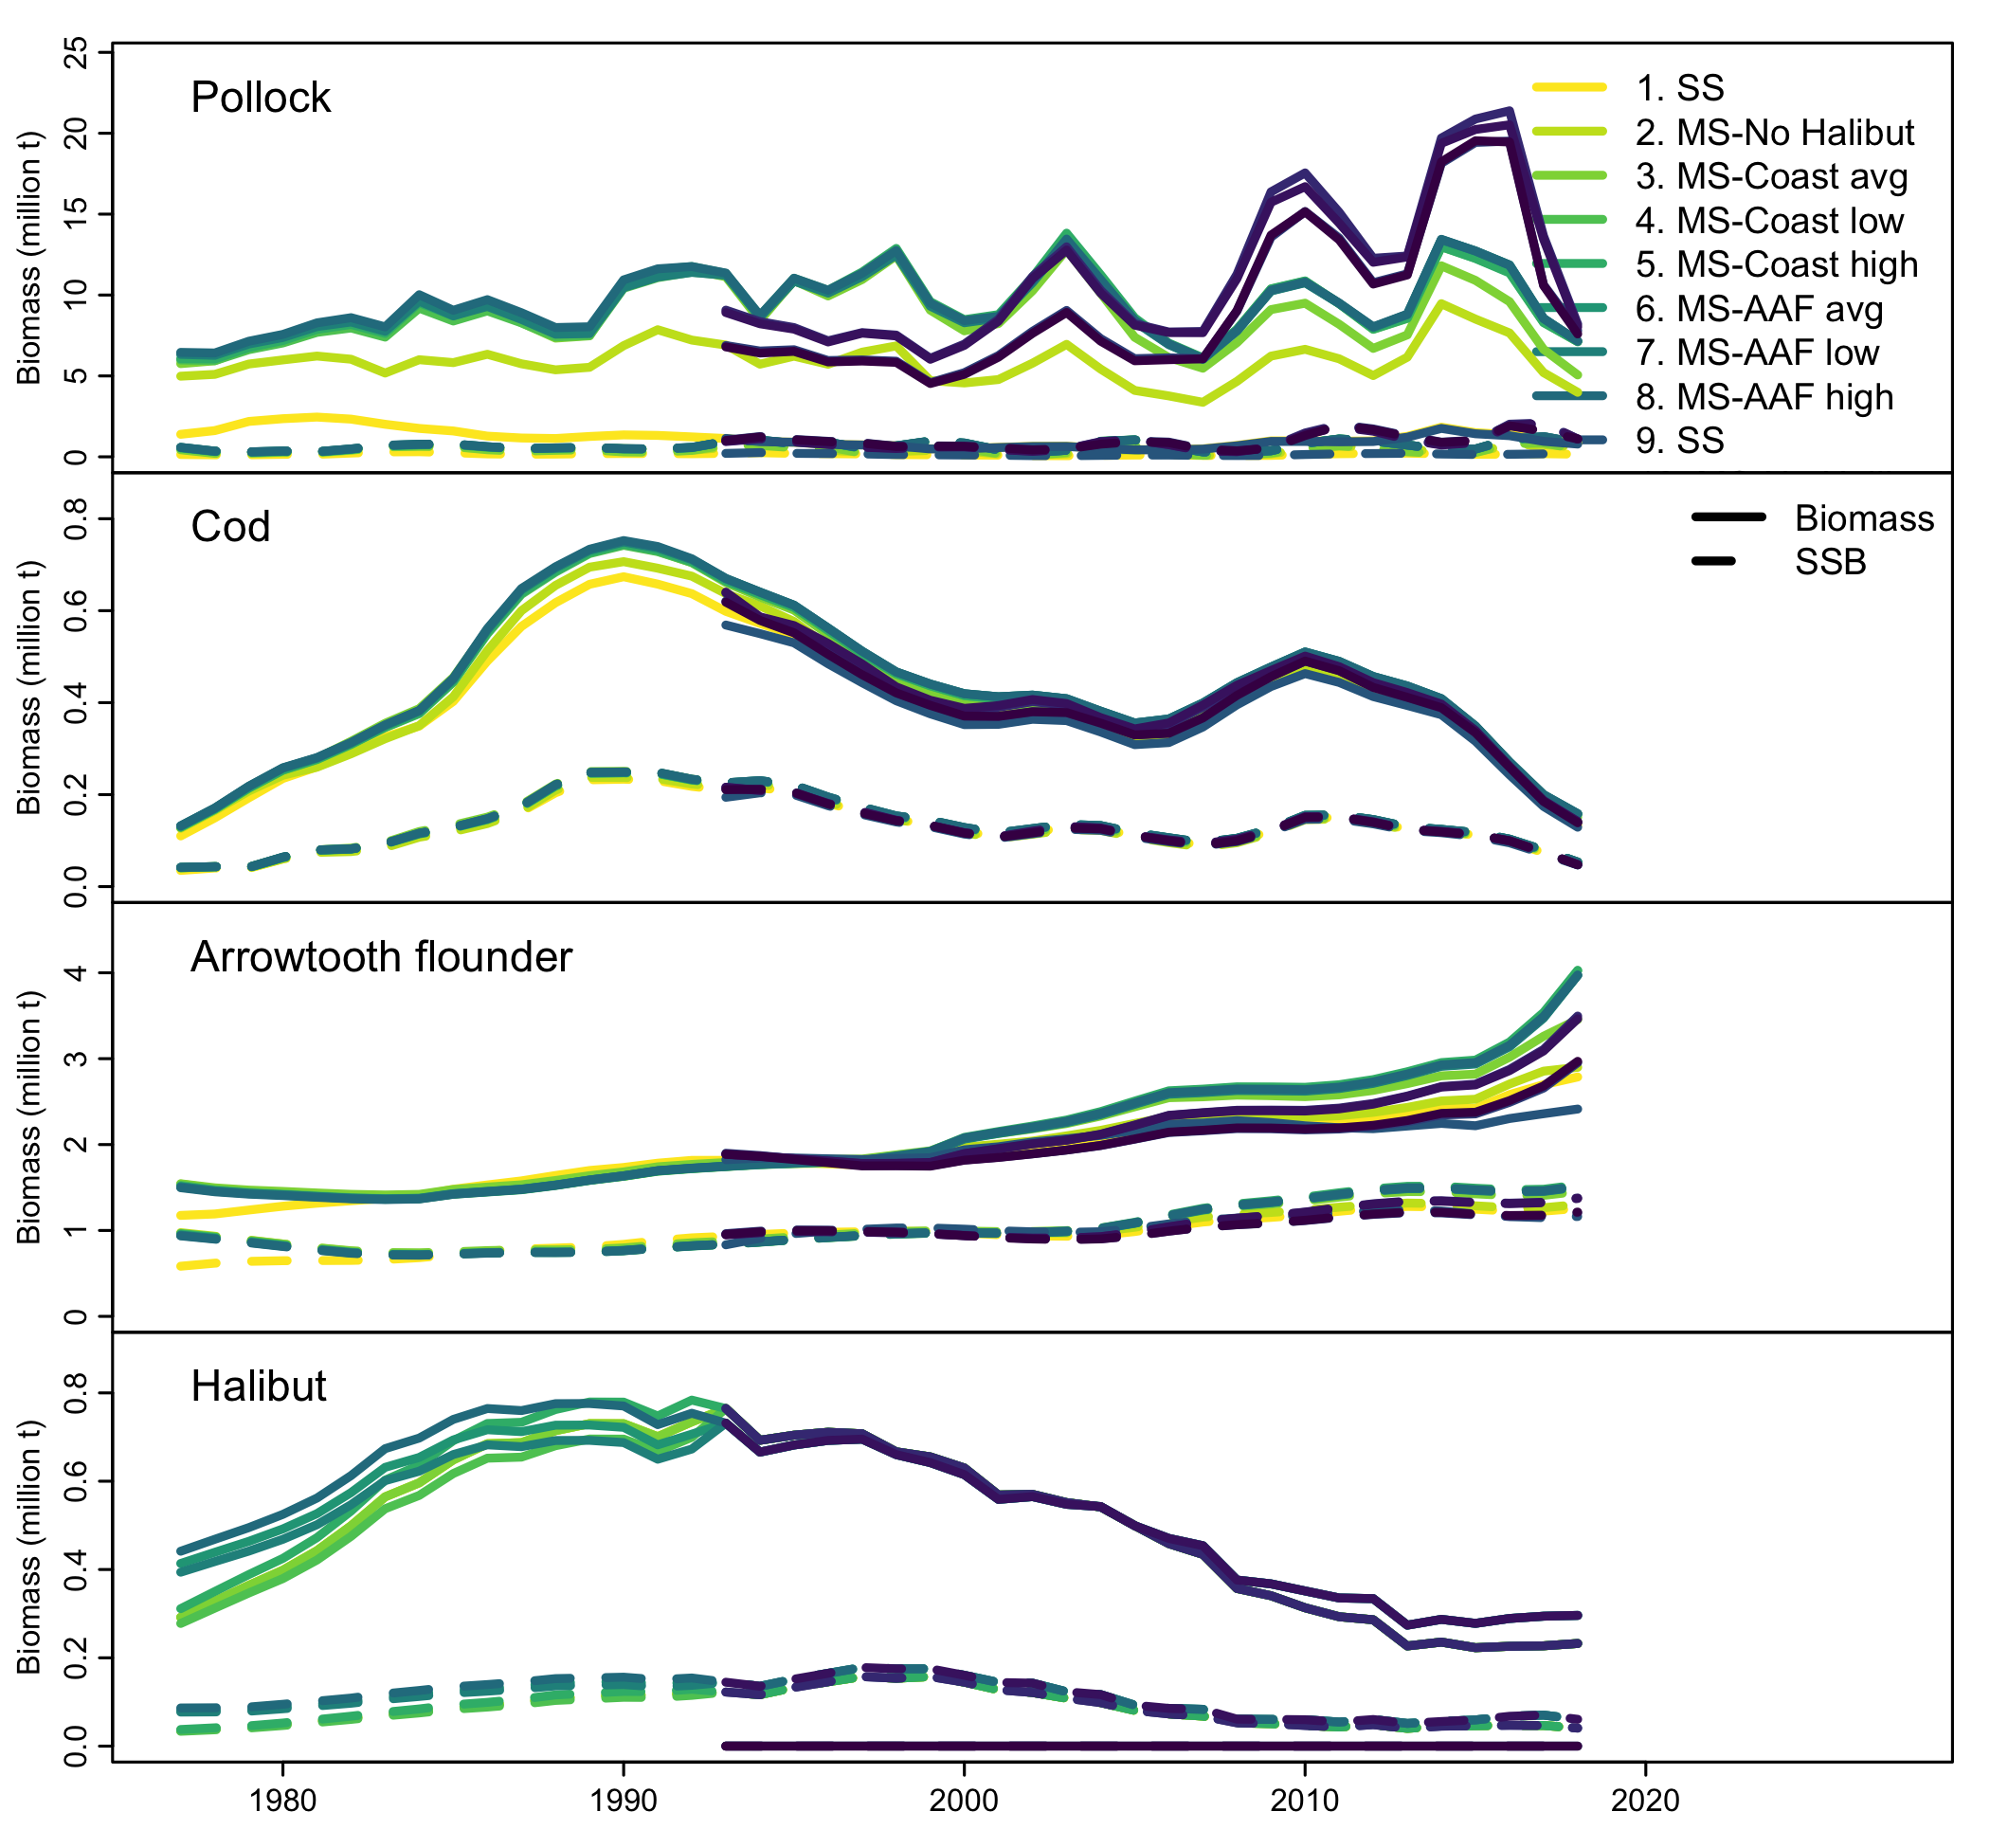 Pollock
Biomass (million t)
0 5 10 15 20 25
1. SS
2. MS-No Halibut
3. MS-Coast avg
4. MS-Coast low
5. MS-Coast high
6. MS-AAF avg
7. MS-AAF low
8. MS-AAF high
9. SS
Cod
Biomass (million t)
0.0 0.2 0.4 0.6 0.8
Biomass
SSB
Arrowtooth flounder
Biomass (million t)
0 1 2 3 4
Halibut
Biomass (million t)
0.0 0.2 0.4 0.6 0.8
1980 1990 2000 2010 2020